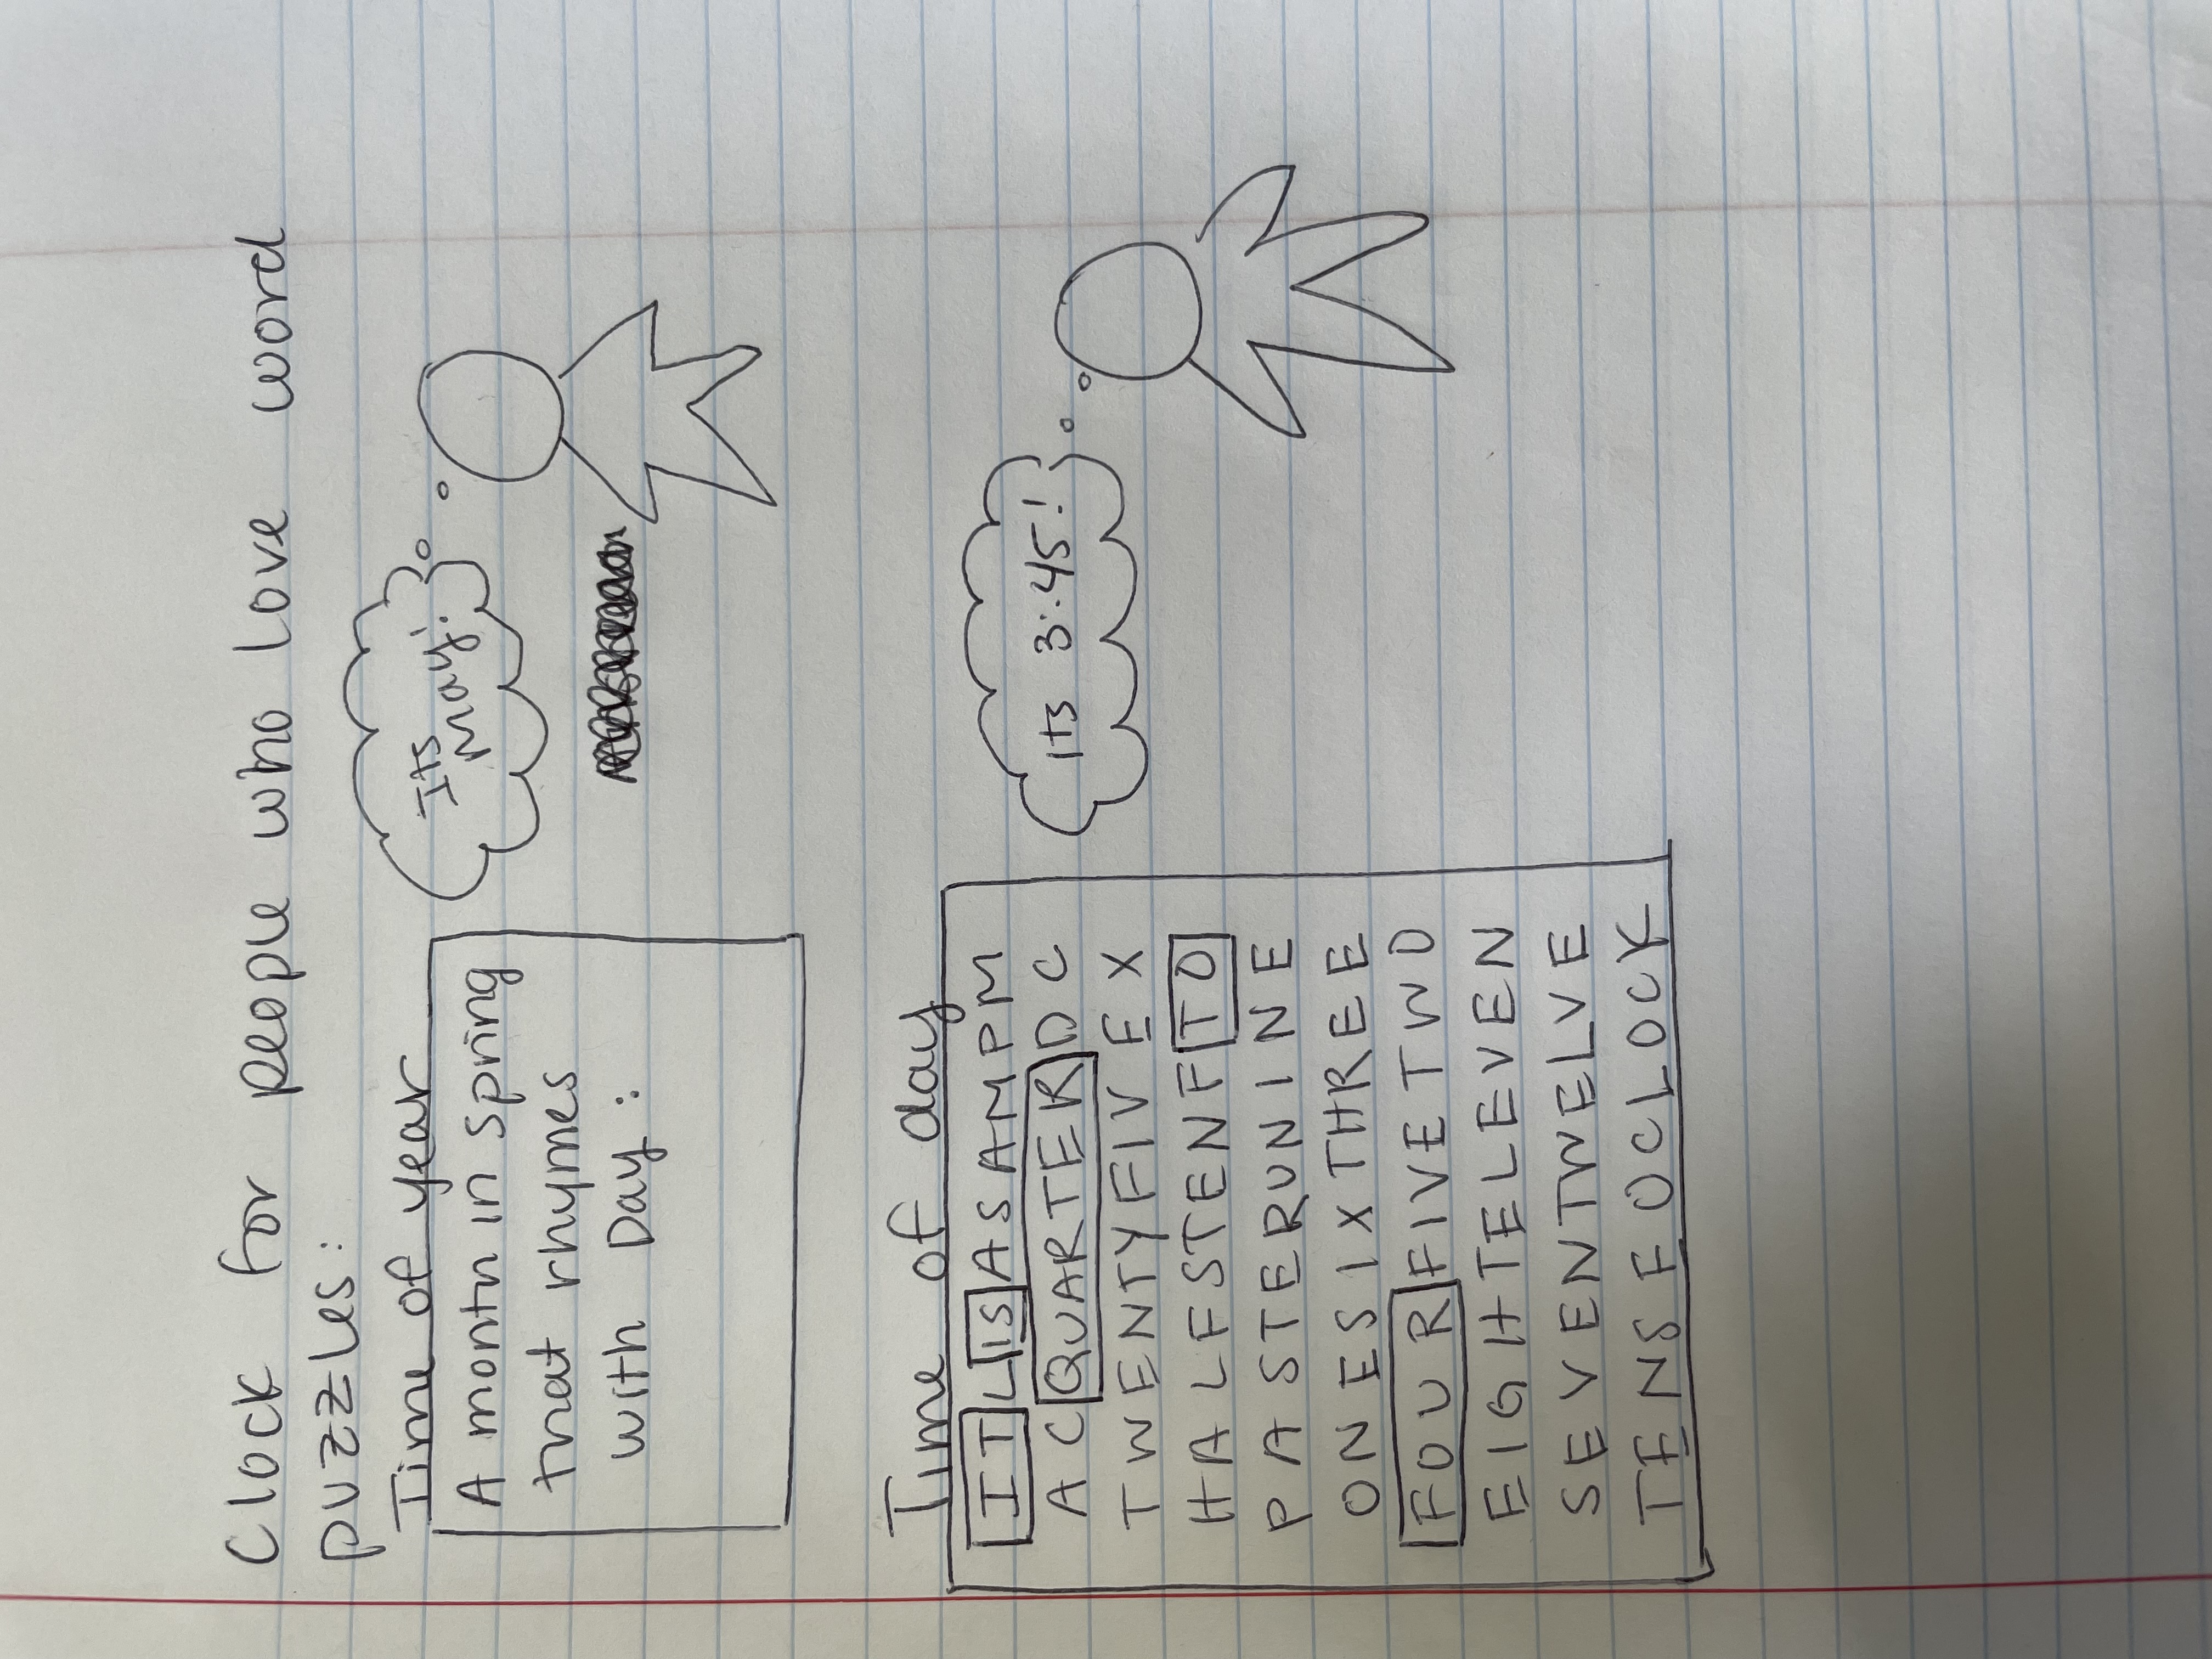 Clock for people who love word
puzzles:
Time of year
A month in spring
that rhymes
with Day:
Its
May!
Time of day
ITLISASAMPM
ACQUARTERDC
TWENTYFIVEX
HALFSTENFTO
PASTERUNINE
ONESIXTHREE
FOURFIVETWO
EIGHTELEVEN
SEVENTWELVE
TENSEOCLOCK
its 3:45!